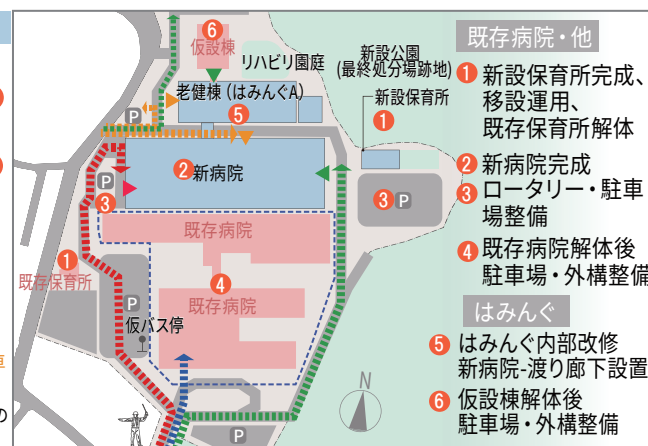 6
仮設棟
リハビリ園庭
新設公園
(最終処分場跡地)
新設保育所
1
老健棟(はみんぐA)
5
P
P
2 新病院
3
3 P
既存病院
1
既存保育所
4
既存病院
P
仮バス停
P
N
の
既存病院・他
1 新設保育所完成、
移設運用、
既存保育所解体
2 新病院完成
3 ロータリー・駐車
場整備
4 既存病院解体後
駐車場・外構整備
はみんぐ
5 はみんぐ内部改修
新病院-渡り廊下設置
6 仮設棟解体後
駐車場・外構整備